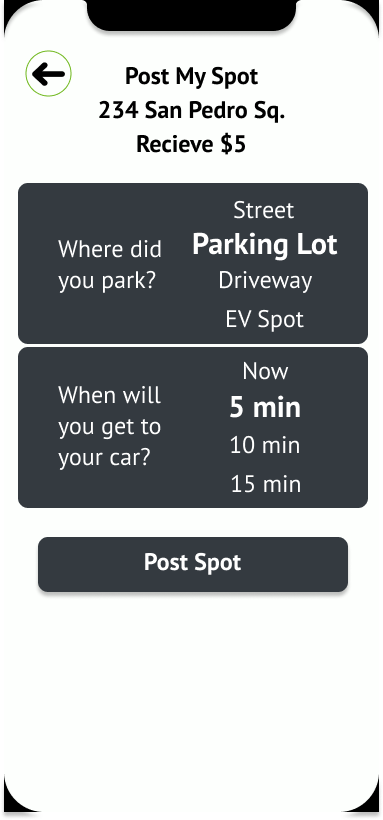 Post My Spot
234 San Pedro Sq.
Recieve $5
Where did
you park?
Street
Parking Lot
Driveway
EV Spot
When will
you get to
your car?
Now
5 min
10 min
15 min
Post Spot